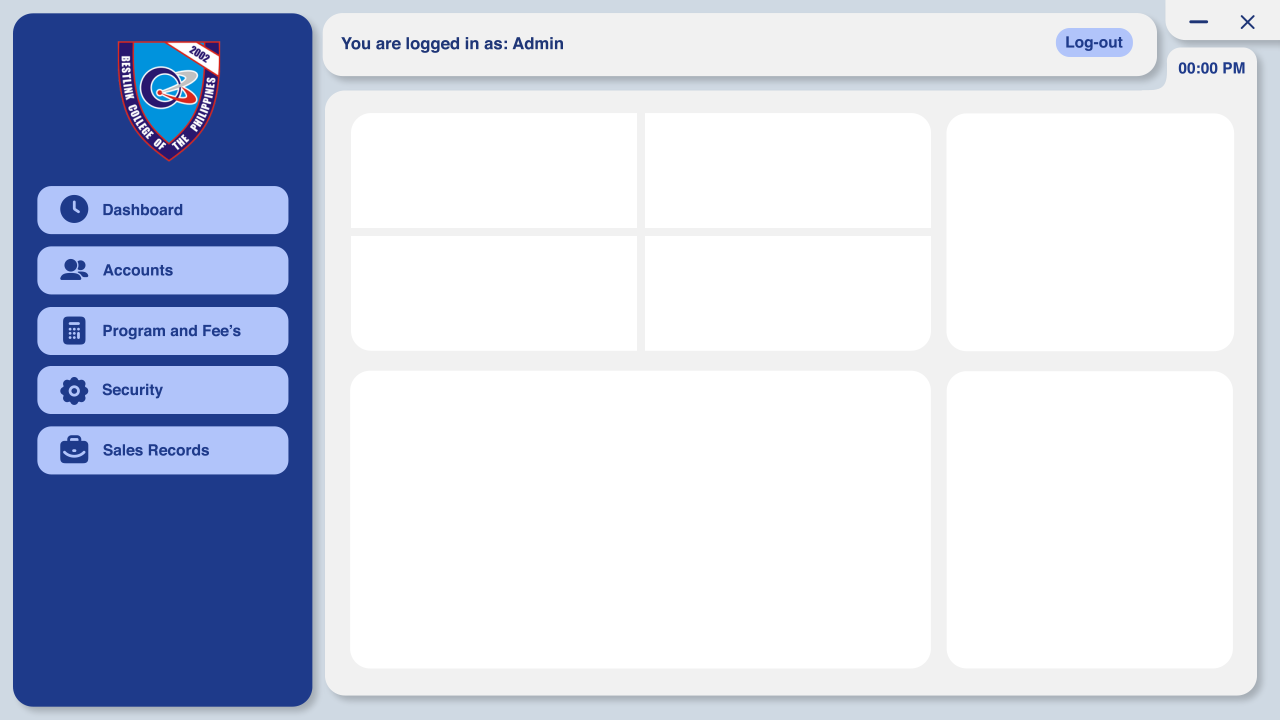 2002
BESTLINK COLLEGE OF THE PHILIPPINES
Dashboard
Accounts
Program and Fee’s
Security
Sales Records
You are logged in as: Admin
Log-out
00:00 PM